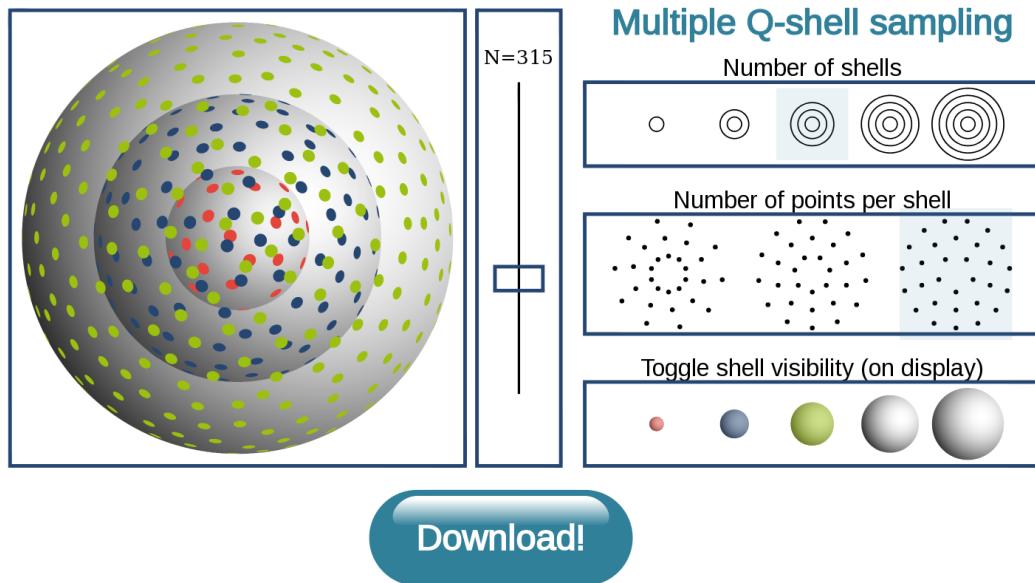 Multiple Q-shell sampling
N=315
Number of shells
Number of points per shell
Toggle shell visibility (on display)
Download!